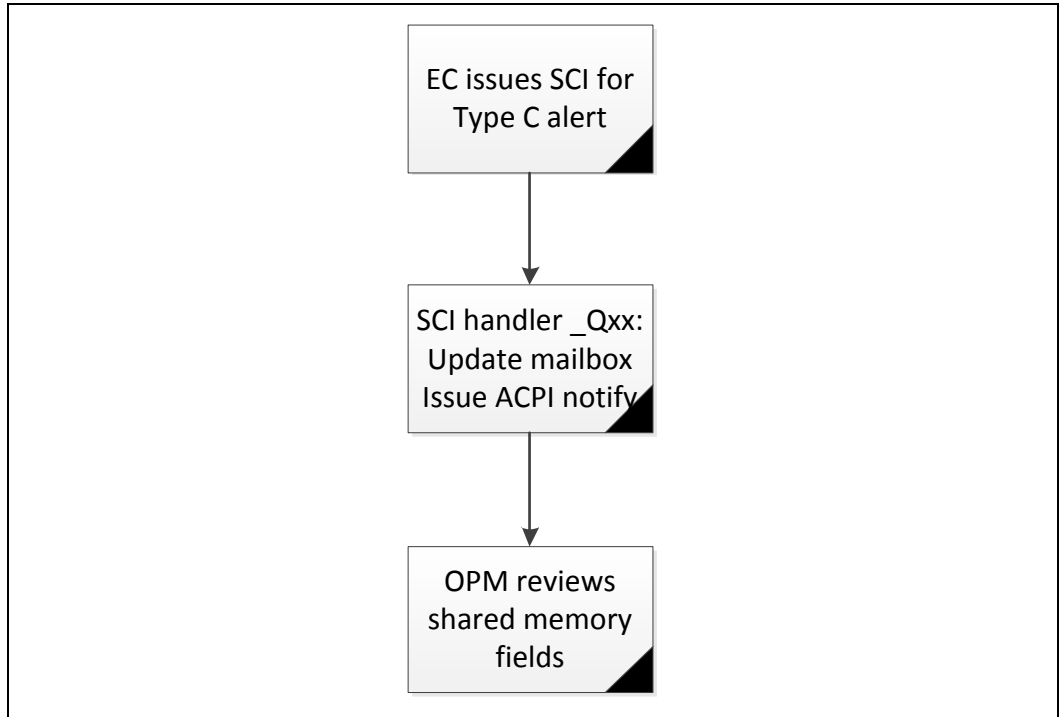 EC issues SCI for
Type C alert
SCI handler _Qxx:
Update mailbox
Issue ACPI notify
OPM reviews
shared memory
fields